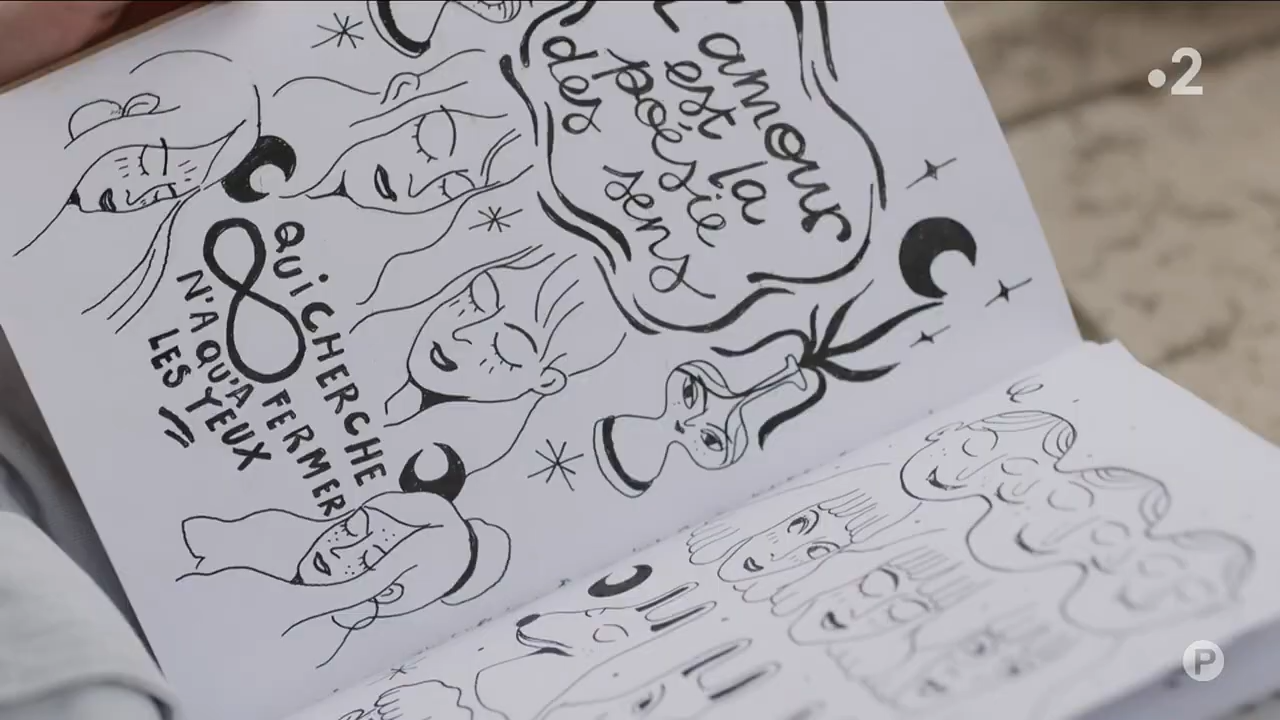 L'amour
est la
poésie
des sens
QUI CHERCHE
N'A QU'À FERMER
LES YEUX
•2
P